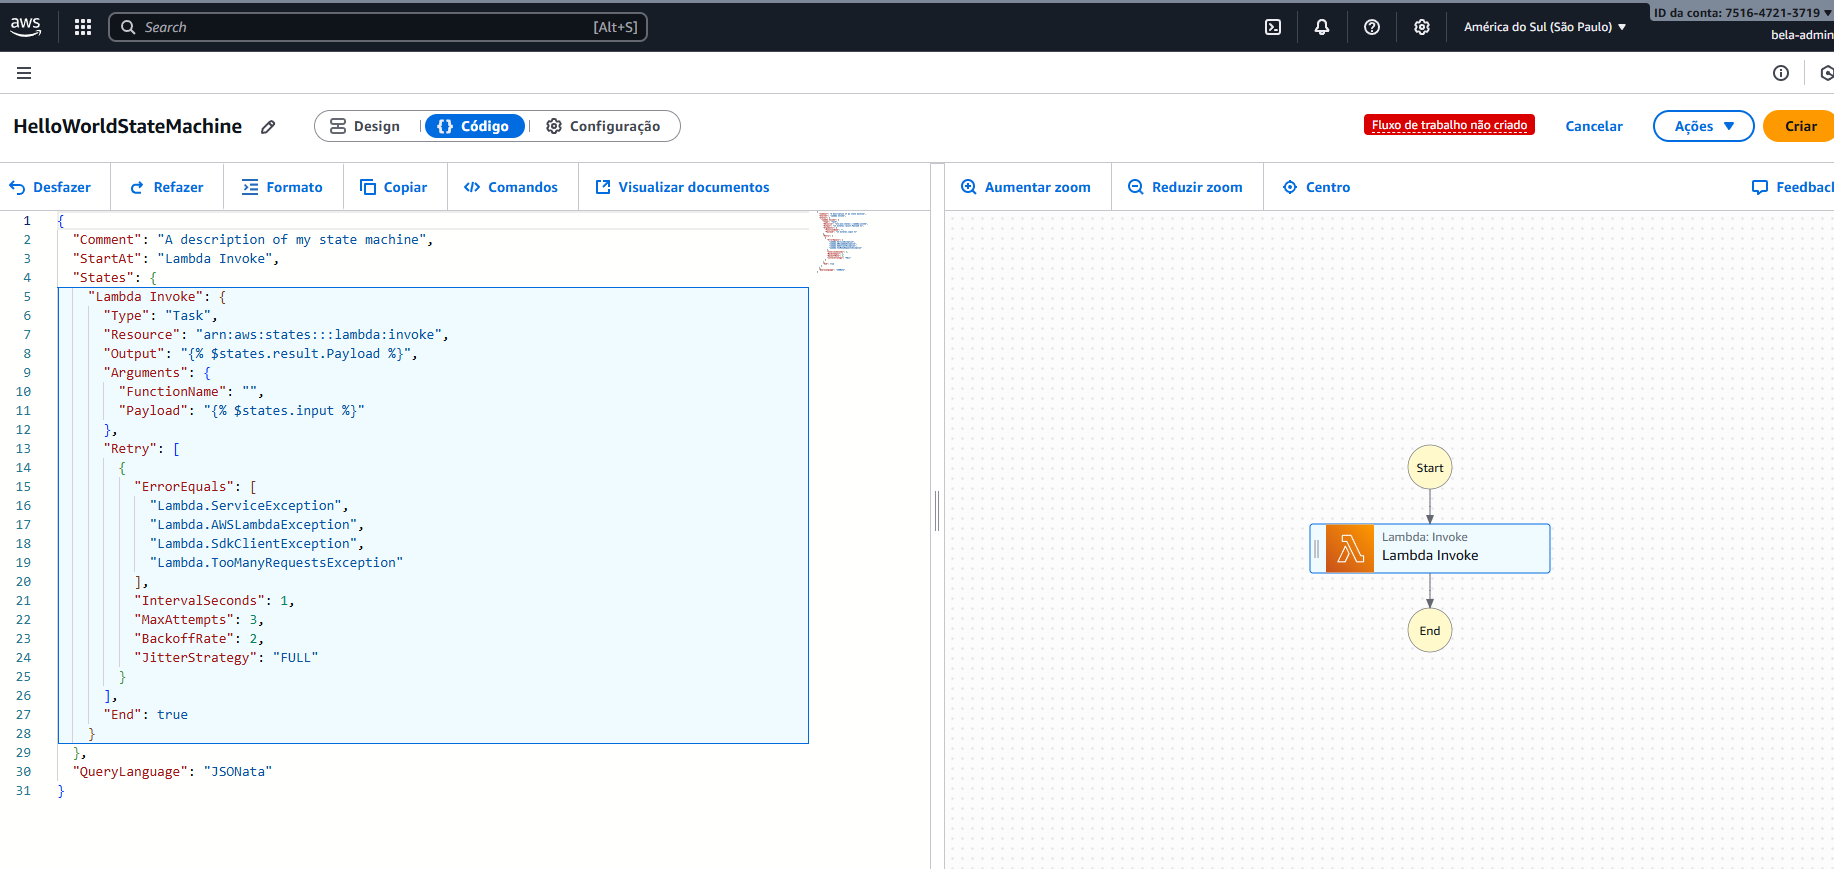 aws
Search
[Alt+S]
América do Sul (São Paulo)
ID da conta: 7516-4721-3719
bela-admin
HelloWorldStateMachine
Design
{} Código
Configuração
Fluxo de trabalho não criado
Cancelar
Ações
Criar
Desfazer
Refazer
Formato
Copiar
Comandos
Visualizar documentos
Aumentar zoom
Reduzir zoom
Centro
Feedback
1 {
2 "Comment": "A description of my state machine",
3 "StartAt": "Lambda Invoke",
4 "States": {
5 "Lambda Invoke": {
6 "Type": "Task",
7 "Resource": "arn:aws:states:::lambda:invoke",
8 "Output": "{% $states.result.Payload %}",
9 "Arguments": {
10 "FunctionName": "",
11 "Payload": "{% $states.input %}"
12 },
13 "Retry": [
14 {
15 "ErrorEquals": [
16 "Lambda.ServiceException",
17 "Lambda.AWSLambdaException",
18 "Lambda.SdkClientException",
19 "Lambda.TooManyRequestsException"
20 ],
21 "IntervalSeconds": 1,
22 "MaxAttempts": 3,
23 "BackoffRate": 2,
24 "JitterStrategy": "FULL"
25 }
26 ],
27 "End": true
28 }
29 },
30 "QueryLanguage": "JSONata"
31 }
Start
Lambda: Invoke
Lambda Invoke
End